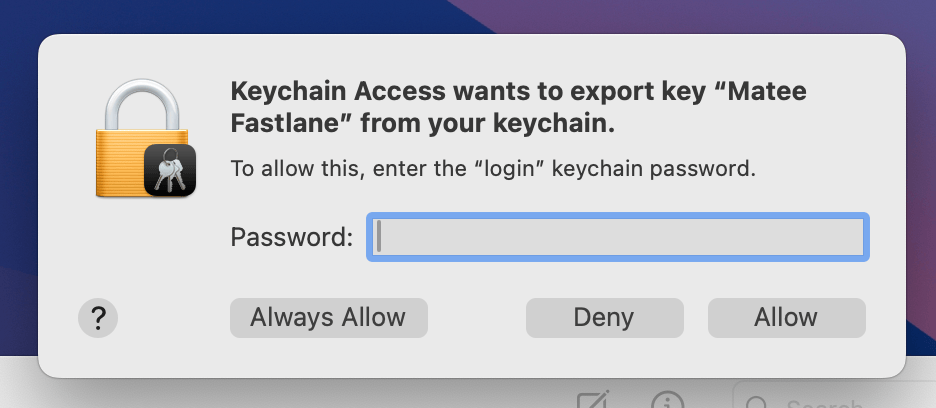 Keychain Access wants to export key “Matee
Fastlane” from your keychain.
To allow this, enter the “login” keychain password.
Password:
?
Always Allow
Deny
Allow
Search